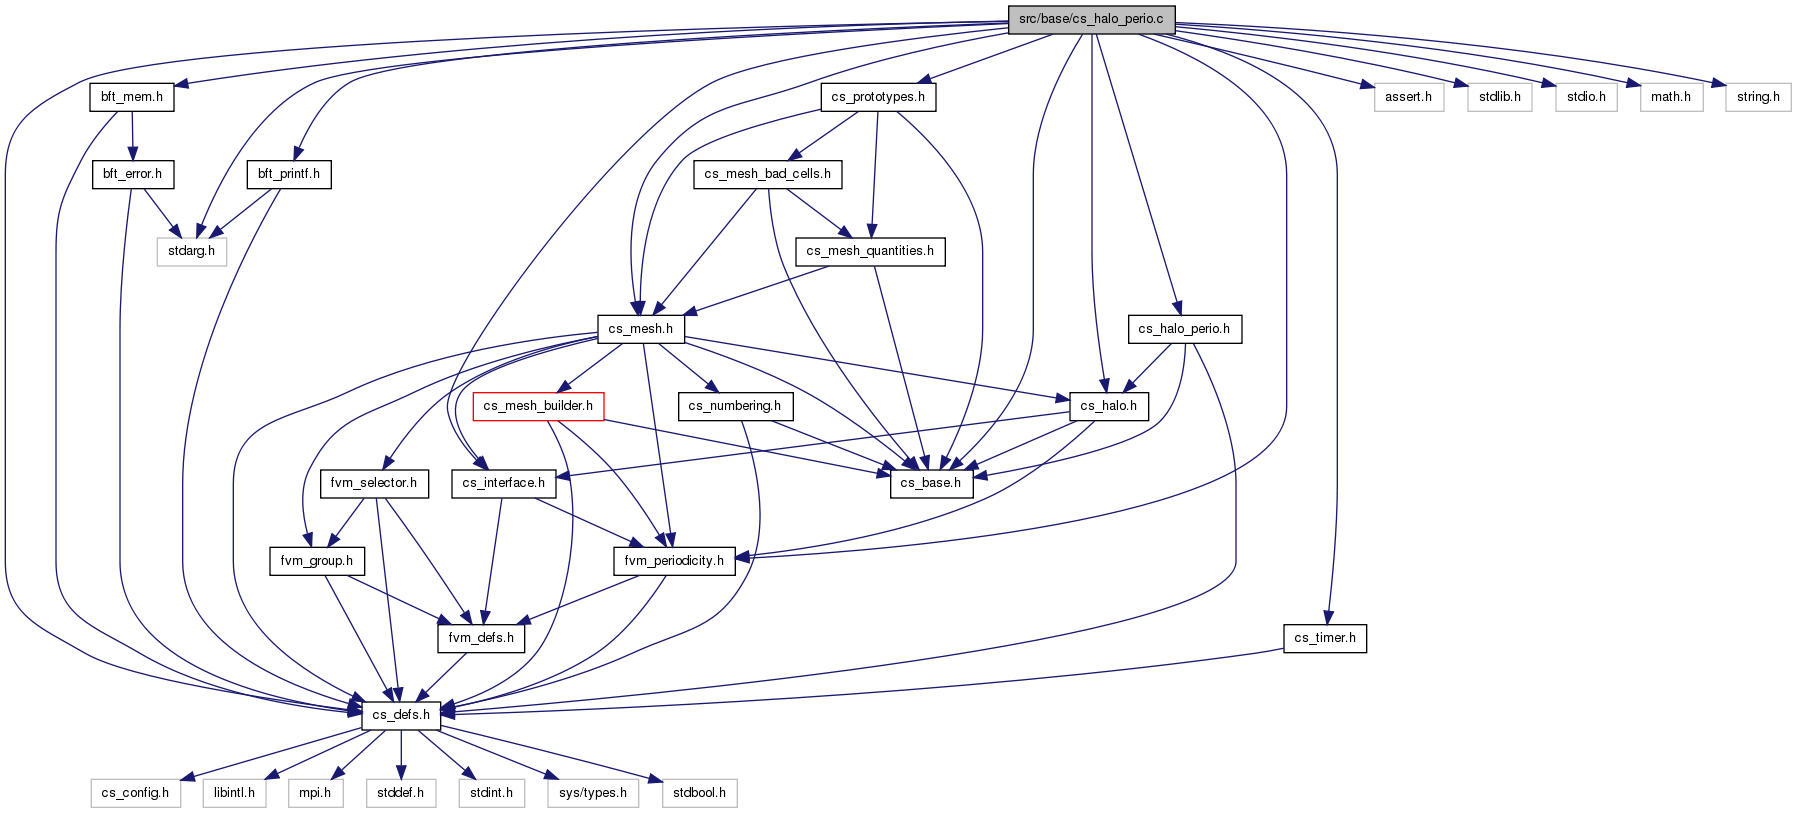 src/base/cs_halo_perio.c
bft_mem.h
cs_prototypes.h
assert.h
stdlib.h
stdio.h
math.h
string.h
bft_error.h
bft_printf.h
cs_mesh_bad_cells.h
stdarg.h
cs_mesh_quantities.h
cs_mesh.h
cs_halo_perio.h
cs_mesh_builder.h
cs_numbering.h
cs_halo.h
fvm_selector.h
cs_interface.h
cs_base.h
fvm_group.h
fvm_periodicity.h
fvm_defs.h
cs_timer.h
cs_defs.h
cs_config.h
libintl.h
mpi.h
stddef.h
stdint.h
sys/types.h
stdbool.h